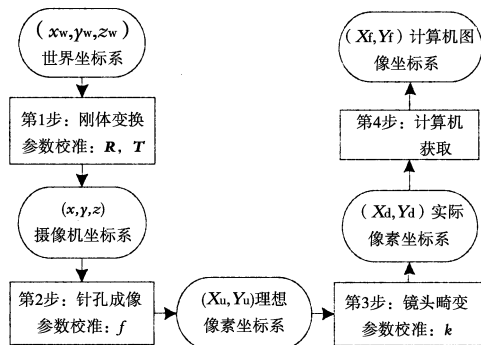 (xw,yw,zw)
世界坐标系
第1步：刚体变换
参数校准：R，T
(x,y,z)
摄像机坐标系
第2步：针孔成像
参数校准：f
(Xu,Yu)理想
像素坐标系
第3步：镜头畸变
参数校准：k
(Xd,Yd)实际
像素坐标系
第4步：计算机
获取
(Xf,Yf)计算机图
像坐标系